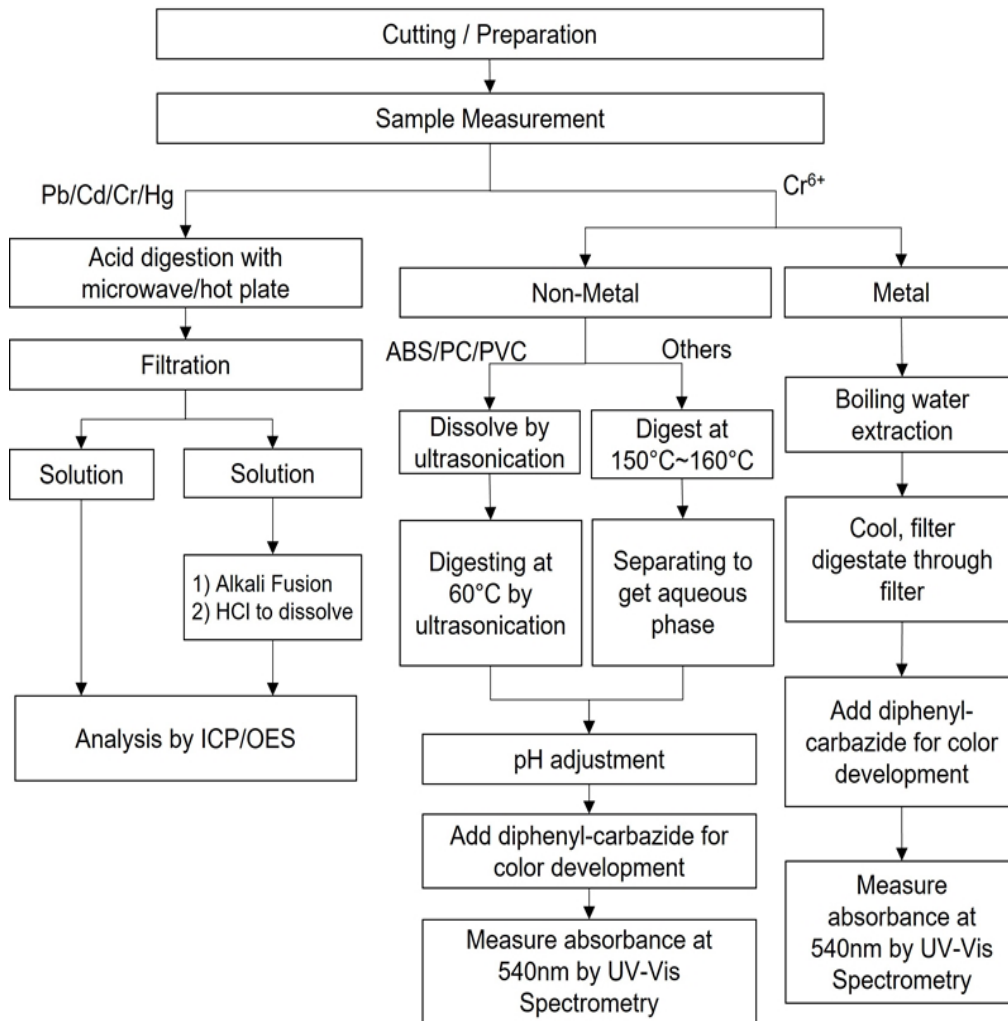 Cutting / Preparation
Sample Measurement
Pb/Cd/Cr/Hg
Cr⁶⁺
Acid digestion with
microwave/hot plate
Filtration
Solution
Solution
1) Alkali Fusion
2) HCl to dissolve
Analysis by ICP/OES
Non-Metal
ABS/PC/PVC
Others
Dissolve by
ultrasonication
Digest at
150°C~160°C
Digesting at
60°C by
ultrasonication
Separating to
get aqueous
phase
pH adjustment
Add diphenyl-carbazide for
color development
Measure absorbance at
540nm by UV-Vis
Spectrometry
Metal
Boiling water
extraction
Cool, filter
digestate through
filter
Add diphenyl-
carbazide for color
development
Measure
absorbance at
540nm by UV-Vis
Spectrometry